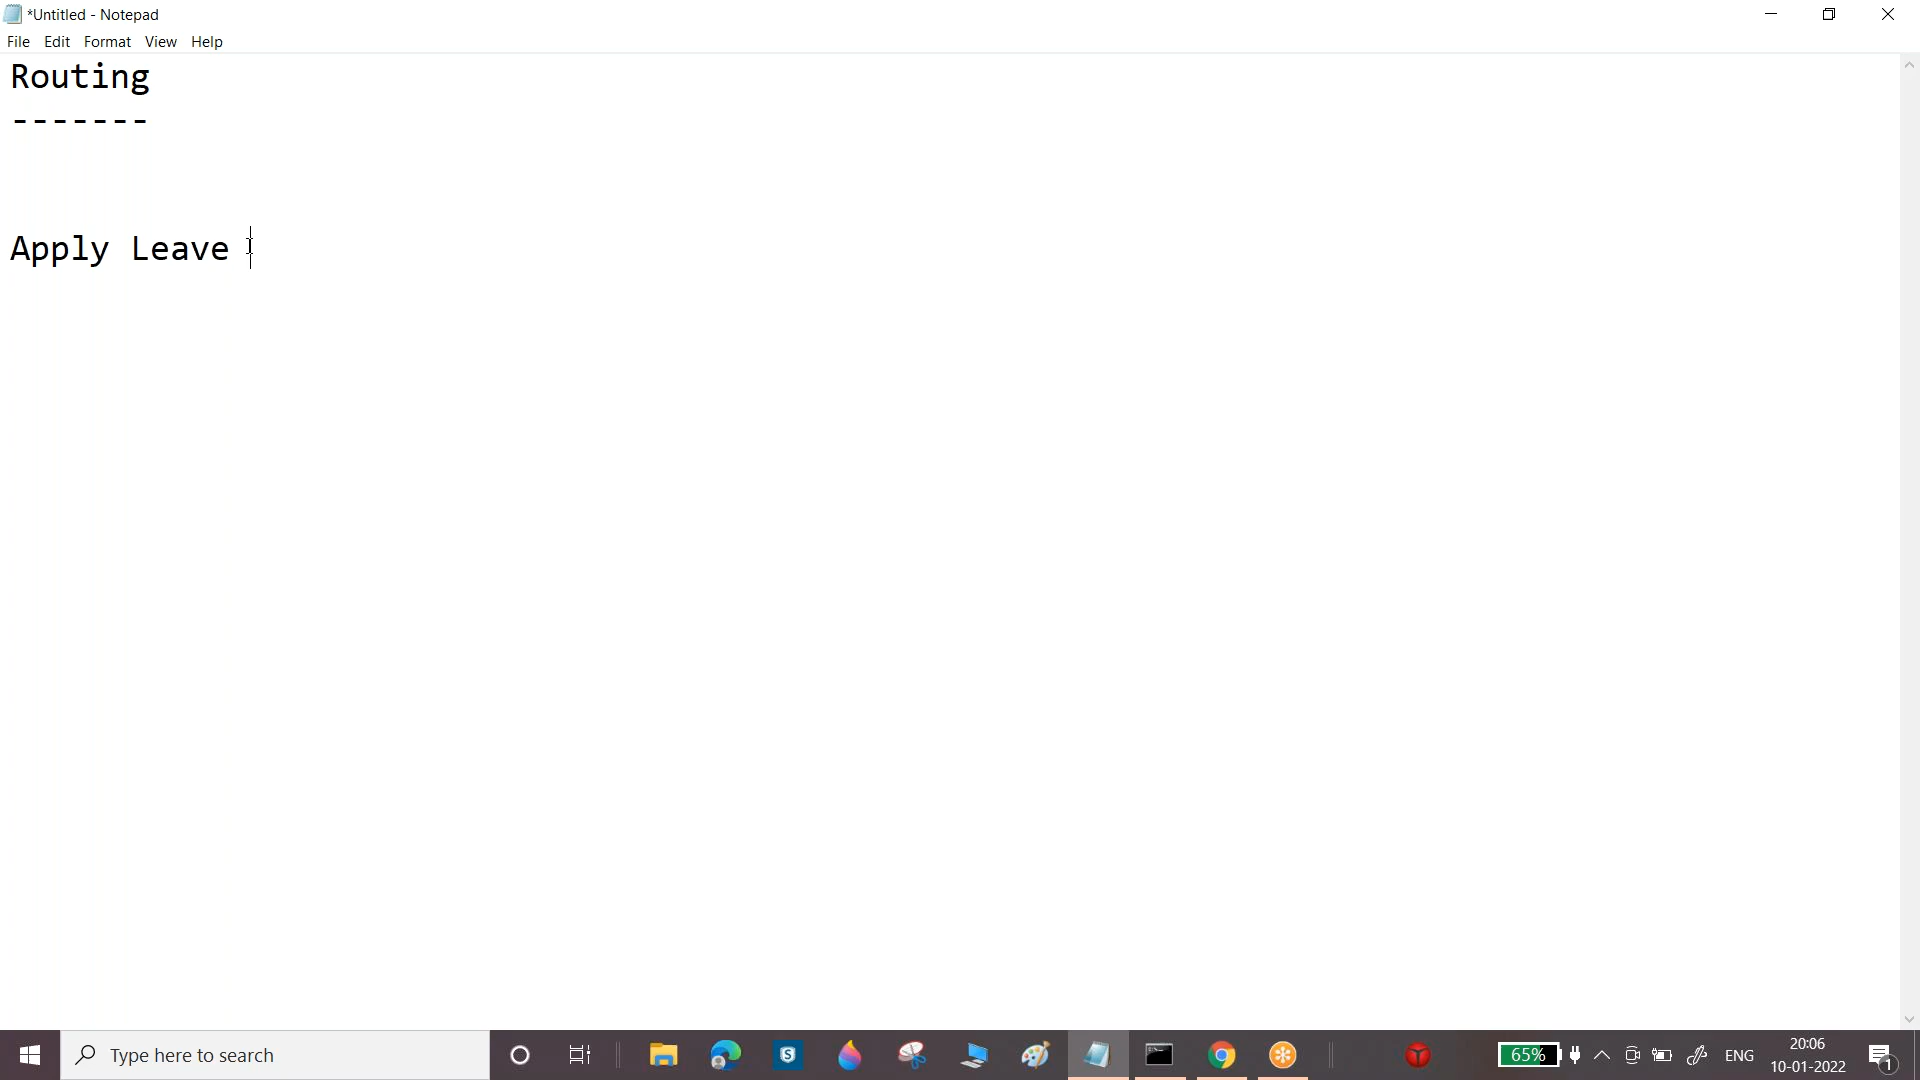 *Untitled - Notepad
File Edit Format View Help
Routing
-------
Apply Leave
Type here to search
S
65%
ENG
20:06
10-01-2022
1